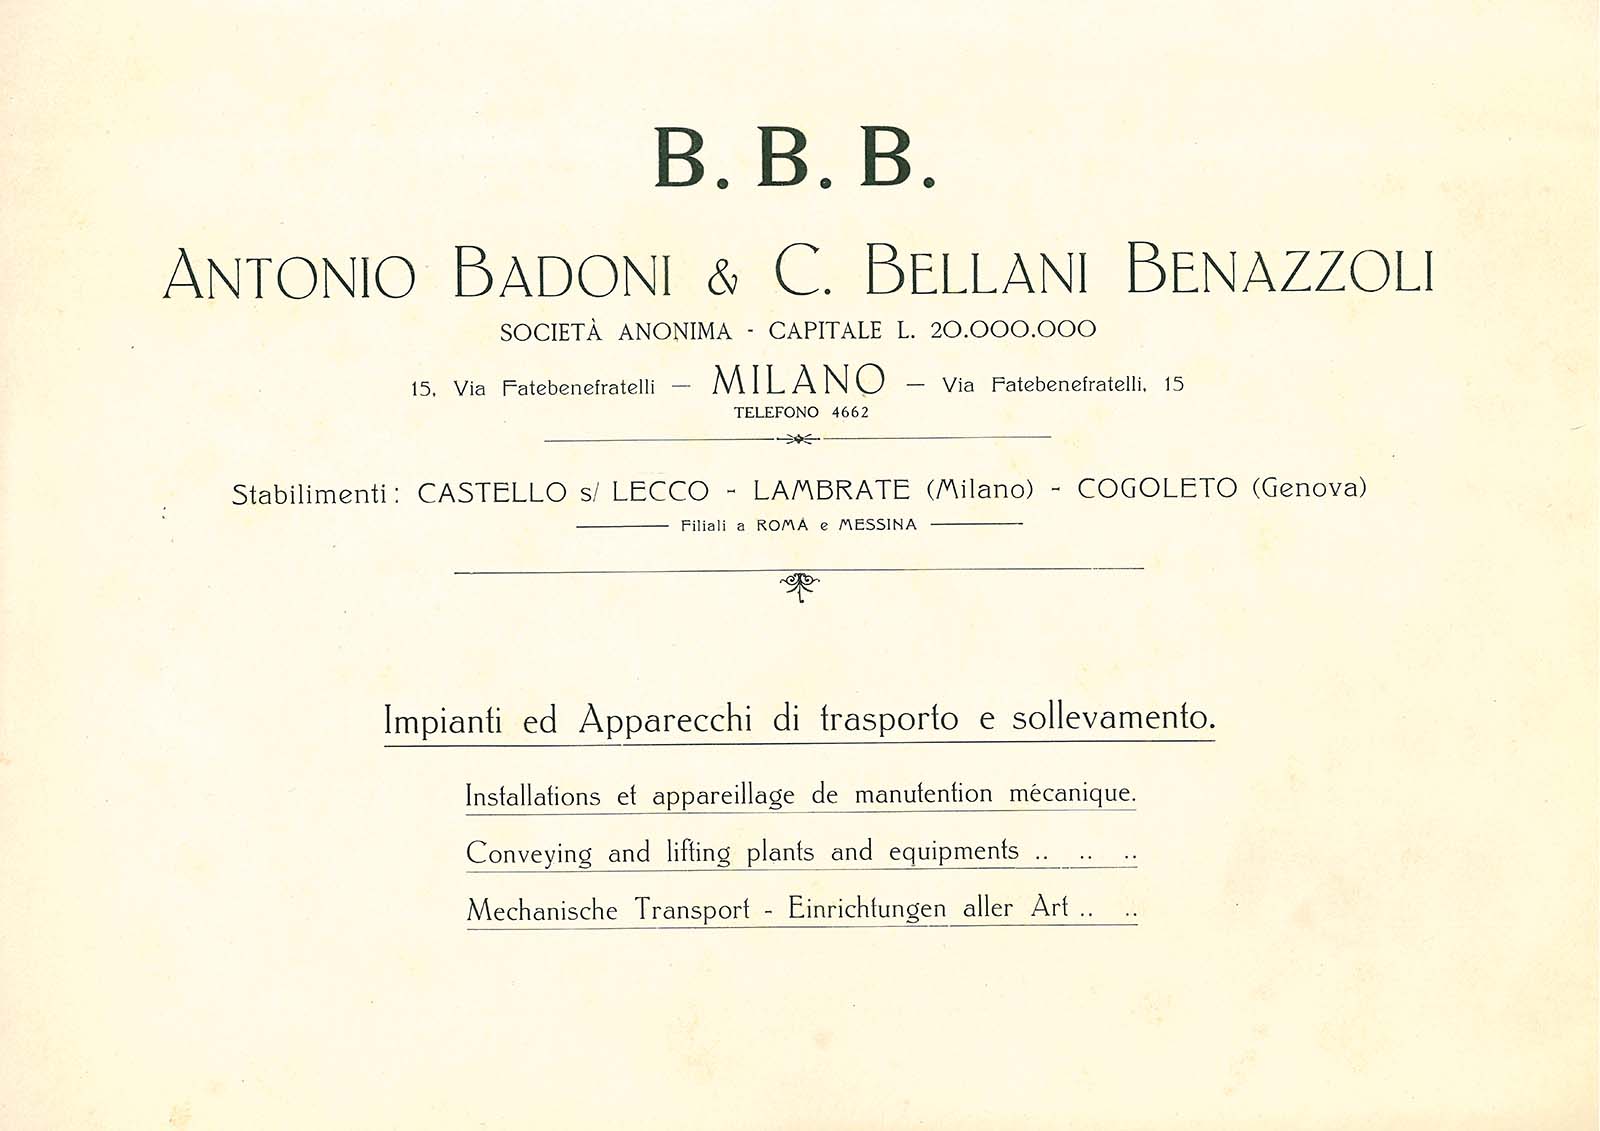 B. B. B.
ANTONIO BADONI & C. BELLANI BENAZZOLI
SOCIETÀ ANONIMA - CAPITALE L. 20.000.000
15, Via Fatebenefratelli — MILANO — Via Fatebenefratelli, 15
TELEFONO 4662
Stabilimenti: CASTELLO s/ LECCO - LAMBRATE (Milano) - COGOLETO (Genova)
Filiali a ROMA e MESSINA
Impianti ed Apparecchi di trasporto e sollevamento.
Installations et appareillage de manutention mécanique.
Conveying and lifting plants and equipments .. .. ..
Mechanische Transport - Einrichtungen aller Art .. ..